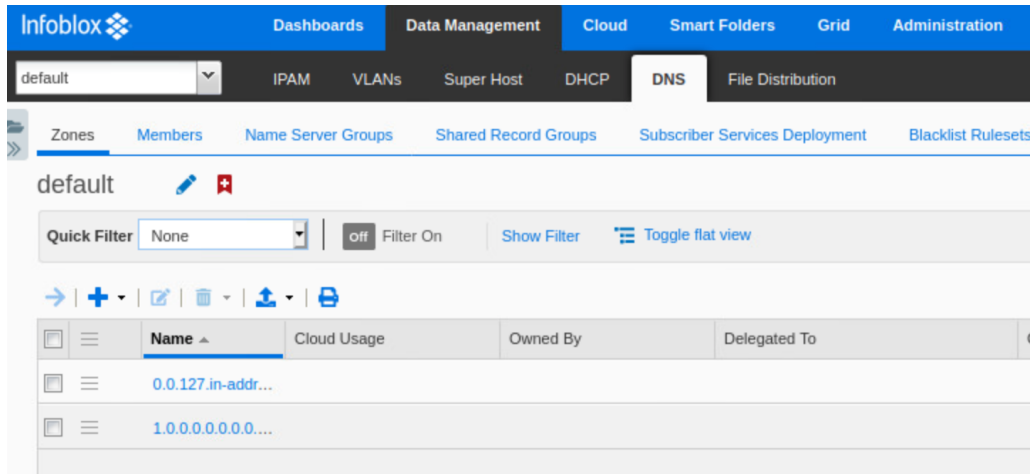 Infoblox Dashboards Data Management Cloud Smart Folders Grid Administration
default IPAM VLANs Super Host DHCP DNS File Distribution
Zones Members Name Server Groups Shared Record Groups Subscriber Services Deployment Blacklist Rulesets
default
Quick Filter None Off Filter On Show Filter Toggle flat view
Name Cloud Usage Owned By Delegated To
0.0.127.in-addr...
1.0.0.0.0.0.0....